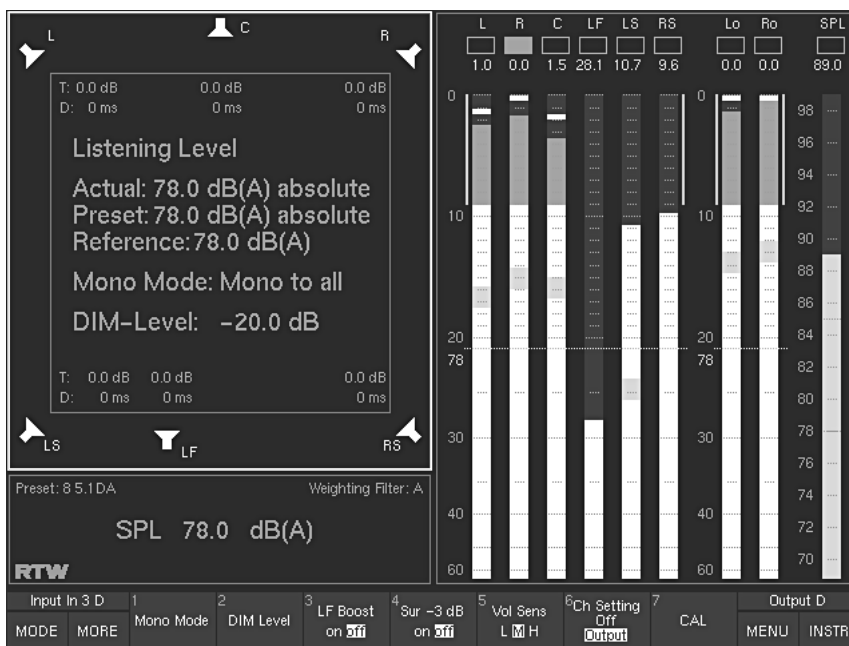 L C R
T: 0.0 dB 0.0 dB 0.0 dB
D: 0 ms 0 ms 0 ms
Listening Level
Actual: 78.0 dB(A) absolute
Preset: 78.0 dB(A) absolute
Reference: 78.0 dB(A)
Mono Mode: Mono to all
DIM-Level: -20.0 dB
T: 0.0 dB 0.0 dB 0.0 dB
D: 0 ms 0 ms 0 ms
LS LF RS
Preset: 8 5.1DA Weighting Filter: A
SPL 78.0 dB(A)
RTW
L R C LF LS RS Lo Ro SPL
1.0 0.0 1.5 28.1 10.7 9.6 0.0 0.0 89.0
0 0
98
96
94
92
10 10
90
88
86
20 20
84
78 78
82
80
30 30
78
76
74
40 40
72
70
60 60
Input In 3 D
MODE MORE
1 Mono Mode
2 DIM Level
3 LF Boost
on off
4 Sur -3 dB
on off
5 Vol Sens
L M H
6 Ch Setting
Off
Output
7 CAL
Output D
MENU INSTR